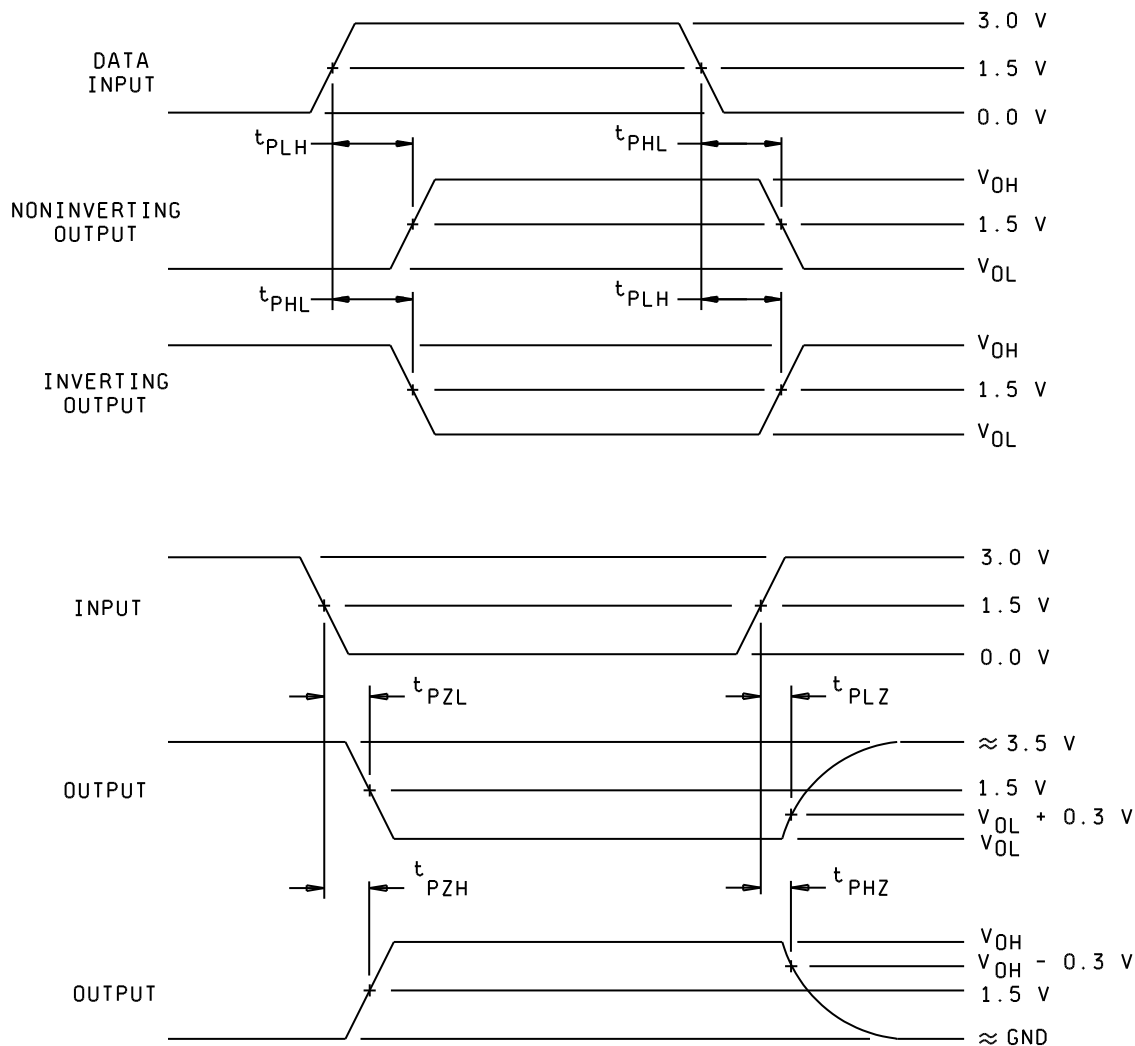 3.0 V
DATA
INPUT
1.5 V
0.0 V
tPLH
tPHL
VOH
NONINVERTING
OUTPUT
1.5 V
VOL
tPHL
tPLH
VOH
INVERTING
OUTPUT
1.5 V
VOL
3.0 V
INPUT
1.5 V
0.0 V
tPZL
tPLZ
≈ 3.5 V
OUTPUT
1.5 V
VOL + 0.3 V
VOL
tPZH
tPHZ
VOH
VOH - 0.3 V
OUTPUT
1.5 V
≈ GND